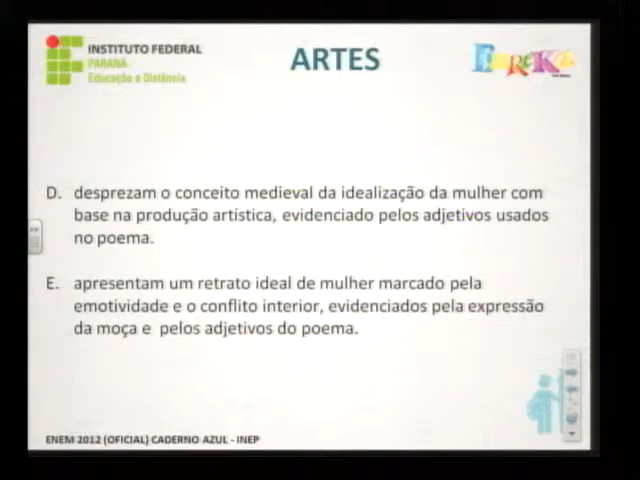 INSTITUTO FEDERAL
PARANÁ
Educação a Distância
ARTES
EUREKA
D. desprezam o conceito medieval da idealização da mulher com
base na produção artística, evidenciado pelos adjetivos usados
no poema.
E. apresentam um retrato ideal de mulher marcado pela
emotividade e o conflito interior, evidenciados pela expressão
da moça e pelos adjetivos do poema.
ENEM 2012 (OFICIAL) CADERNO AZUL - INEP